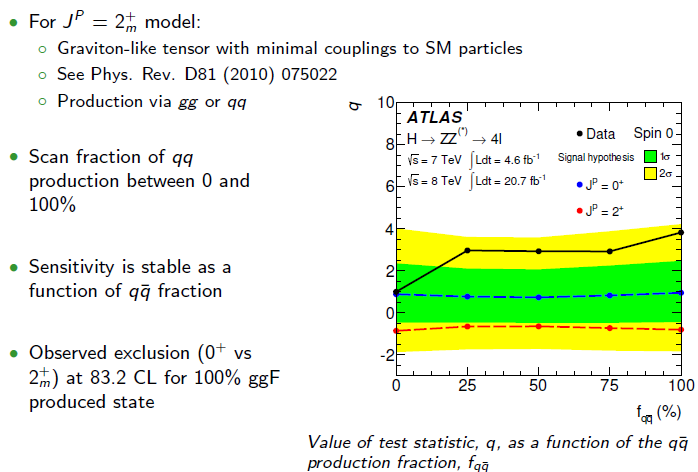 For J^P = 2_m^+ model:
Graviton-like tensor with minimal couplings to SM particles
See Phys. Rev. D81 (2010) 075022
Production via gg or qq
Scan fraction of qq
production between 0 and
100%
Sensitivity is stable as a
function of qq̄ fraction
Observed exclusion (0⁺ vs
2_m^+) at 83.2 CL for 100% ggF
produced state
q
10
8
6
4
2
0
-2
ATLAS
H → ZZ^(*) → 4l
√s = 7 TeV ∫Ldt = 4.6 fb⁻¹
√s = 8 TeV ∫Ldt = 20.7 fb⁻¹
Data
Spin 0
Signal hypothesis
1σ
2σ
J^P = 0⁺
J^P = 2⁺
0 25 50 75 100
f_qq̄ (%)
Value of test statistic, q, as a function of the qq̄
production fraction, f_qq̄